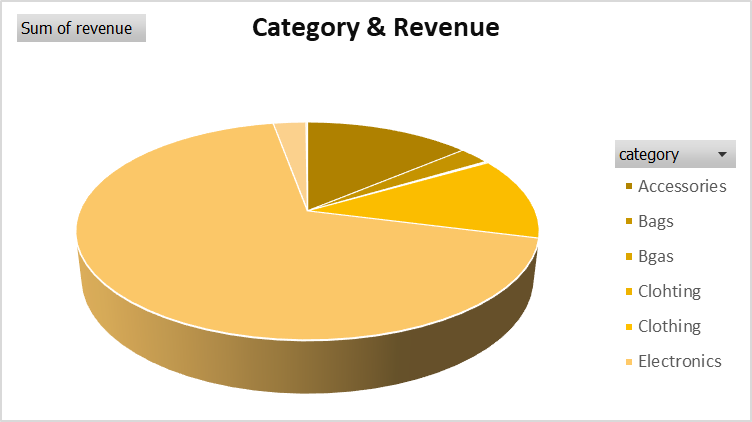 Sum of revenue
Category & Revenue
category
Accessories
Bags
Bgas
Clohting
Clothing
Electronics